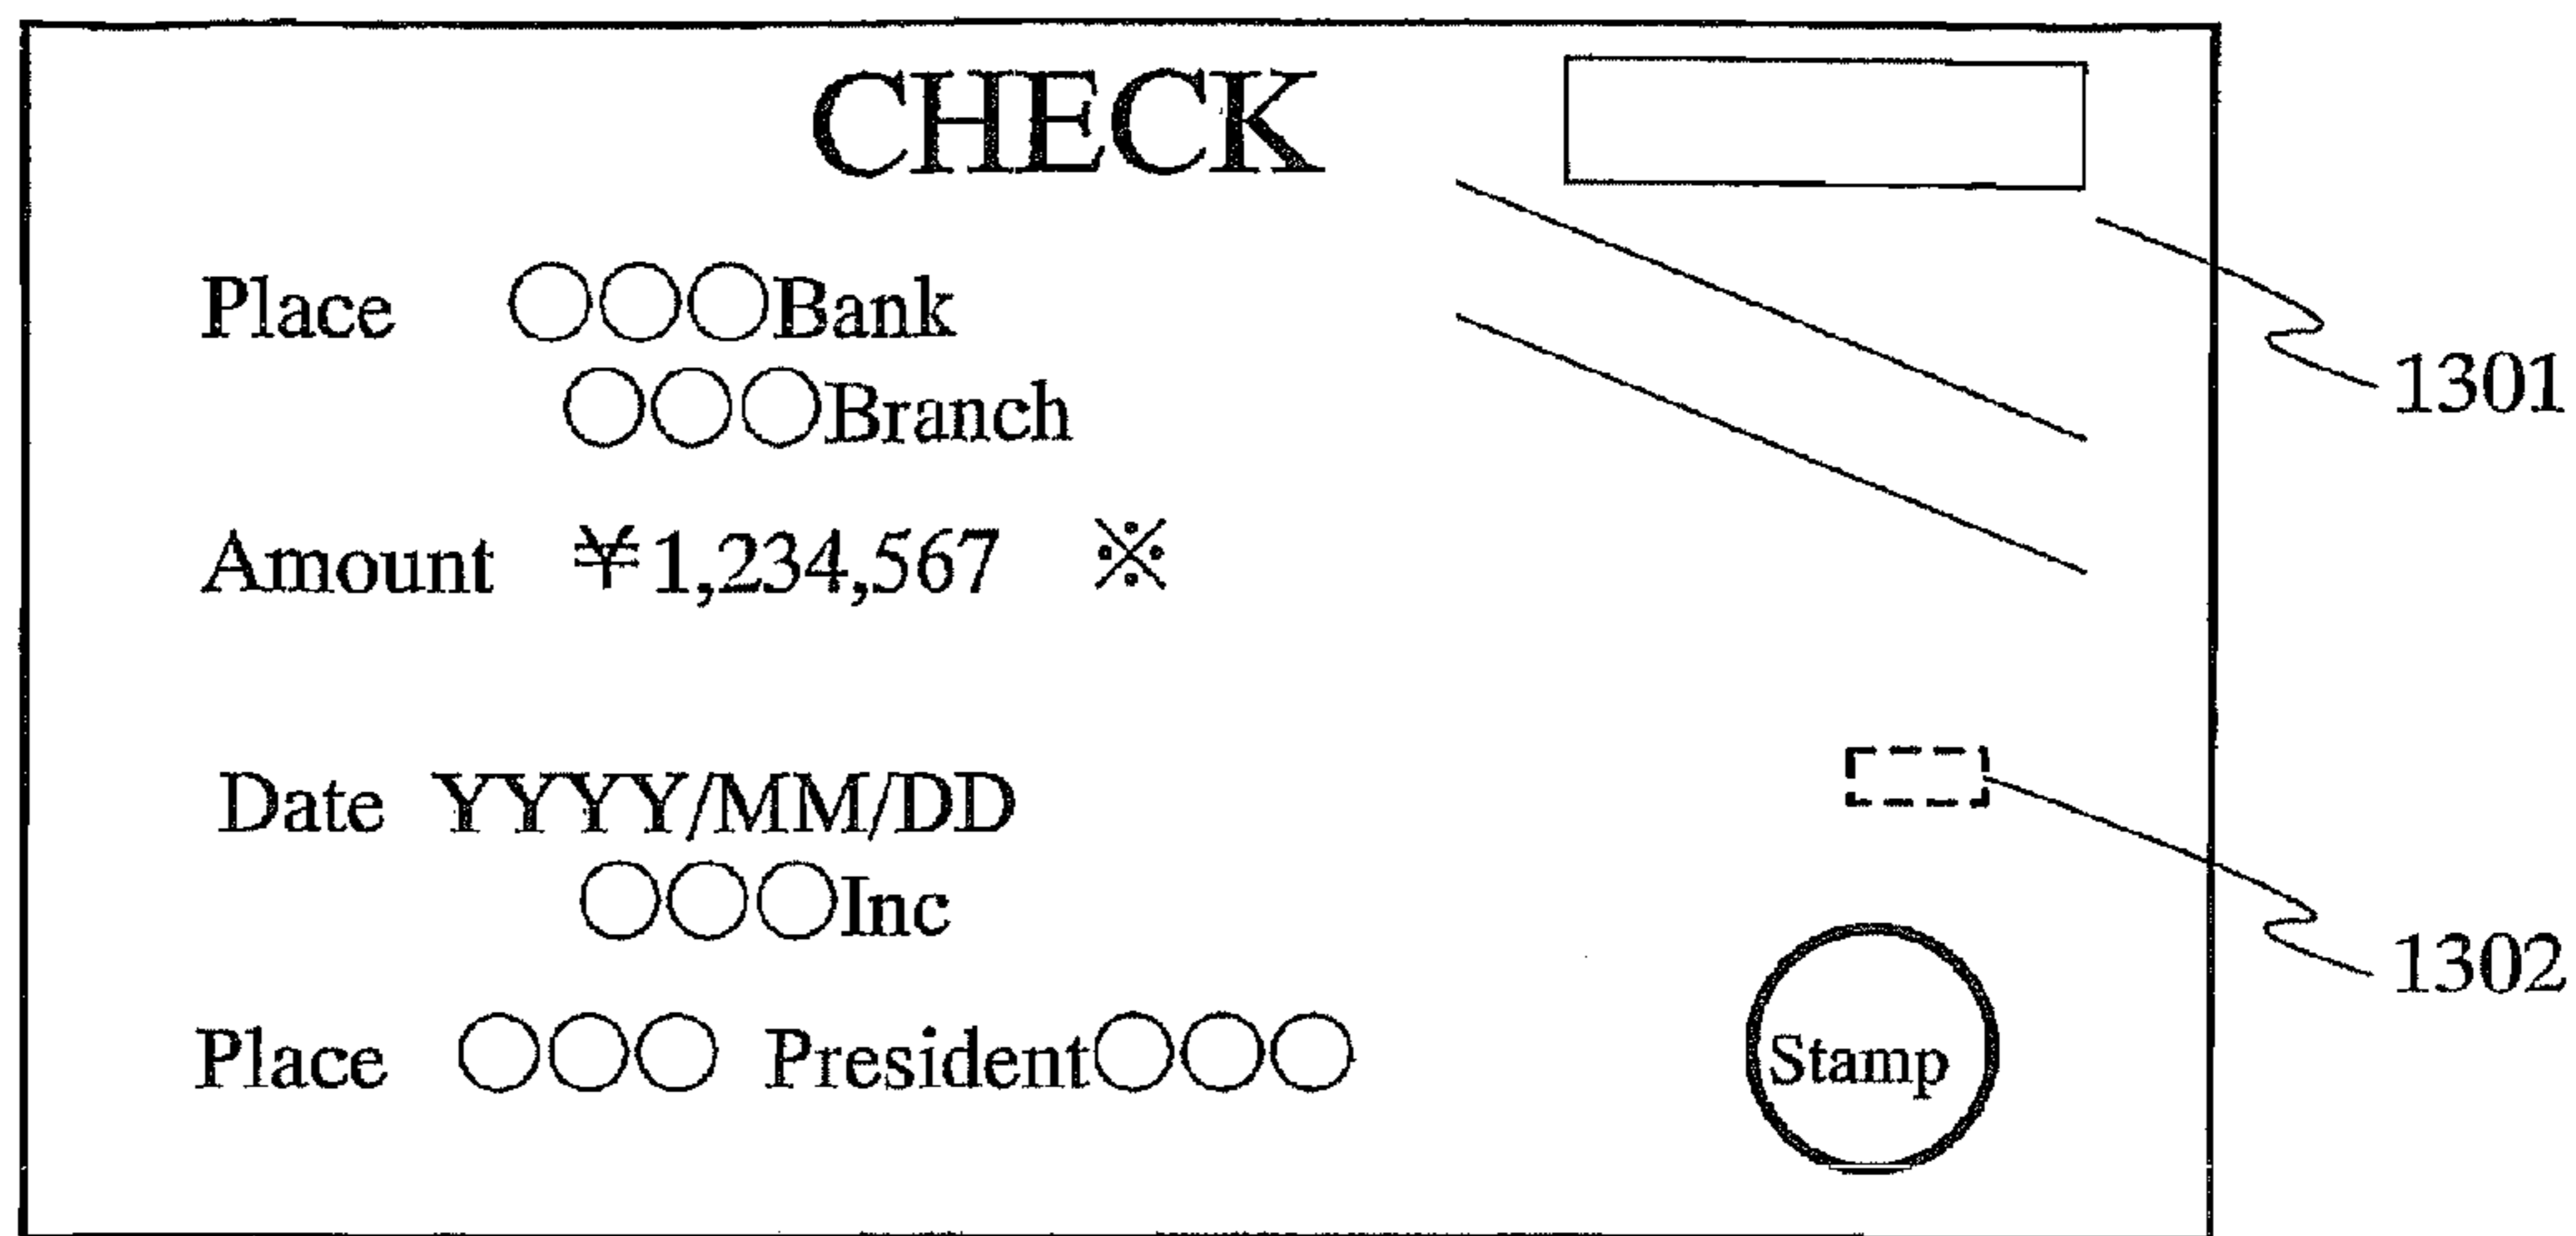 CHECK
Place ○○○Bank
○○○Branch
1301
Amount ¥1,234,567 ※
Date YYYY/MM/DD
○○○Inc
1302
Place ○○○ President○○○
Stamp